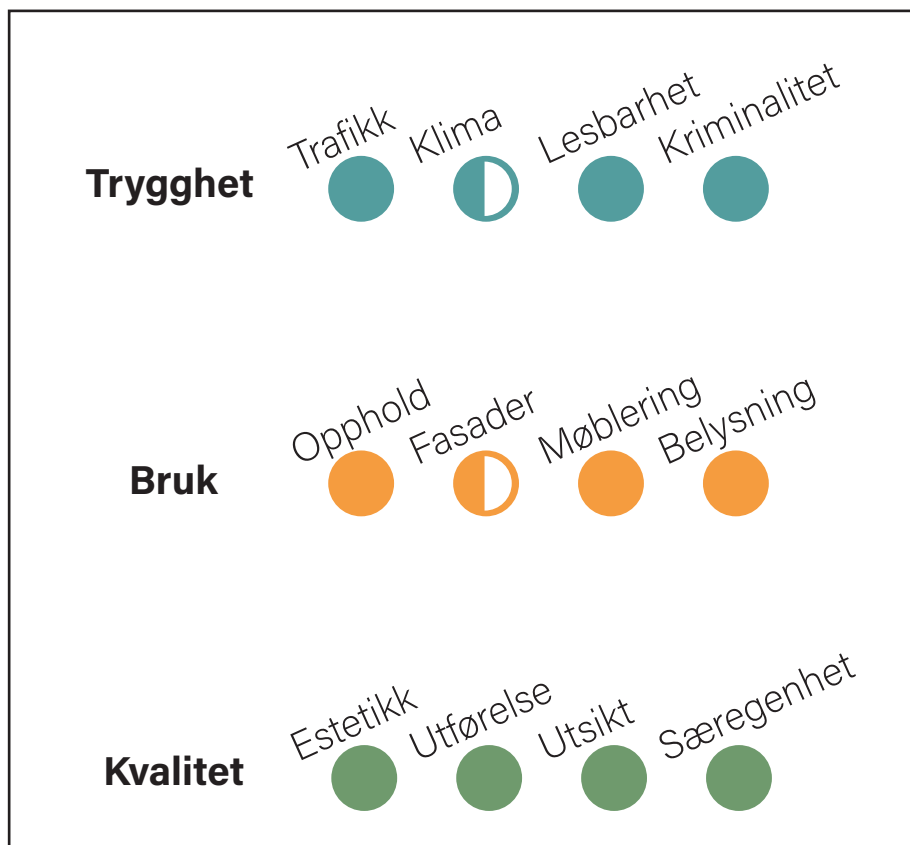 Trafikk Klima Lesbarhet Kriminalitet
Trygghet
Opphold Fasader Møblering Belysning
Bruk
Estetikk Utførelse Utsikt Særegenhet
Kvalitet